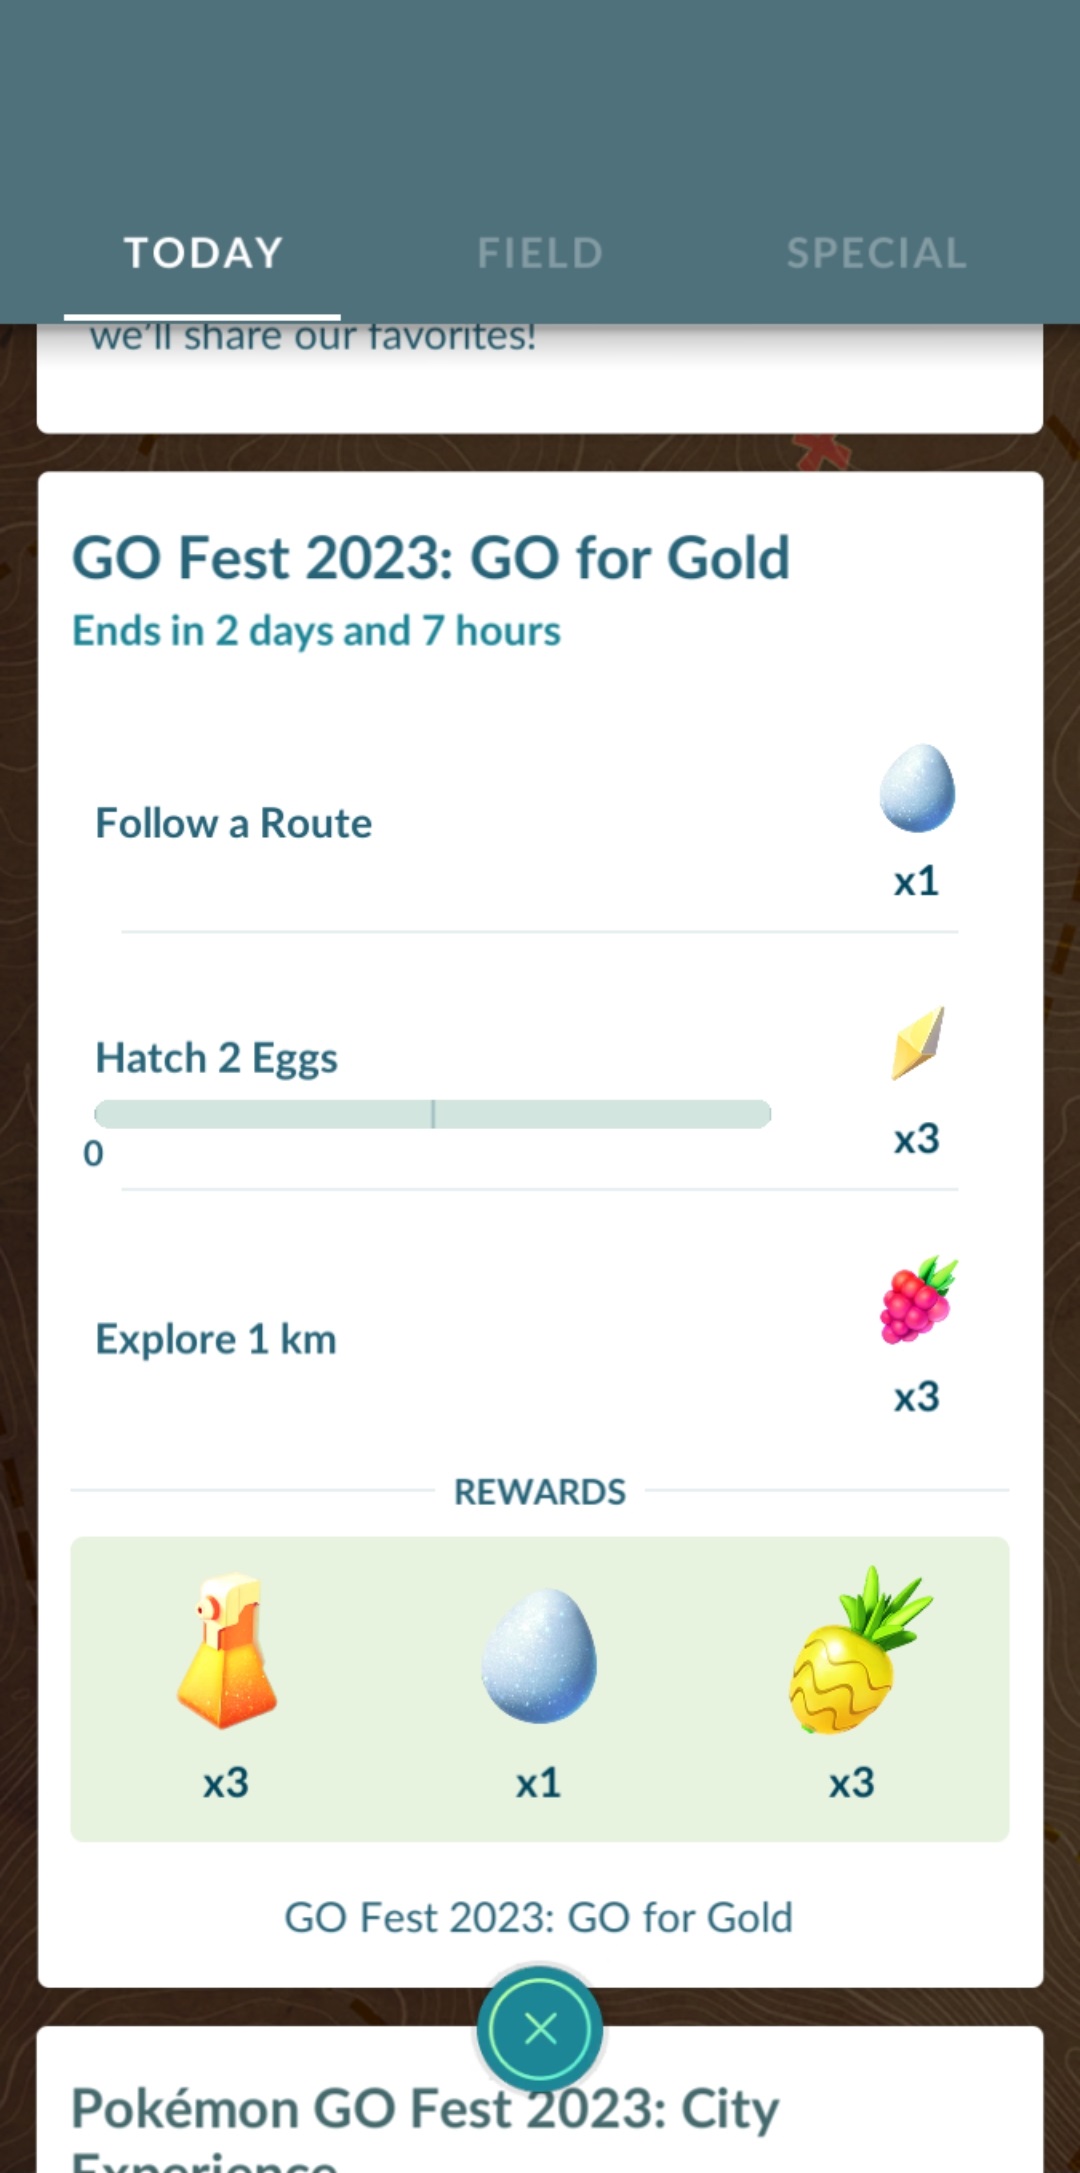 TODAY
FIELD
SPECIAL
we'll share our favorites!
GO Fest 2023: GO for Gold
Ends in 2 days and 7 hours
Follow a Route
x1
Hatch 2 Eggs
0
x3
Explore 1 km
x3
REWARDS
x3
x1
x3
GO Fest 2023: GO for Gold
Pokémon GO Fest 2023: City
Experience